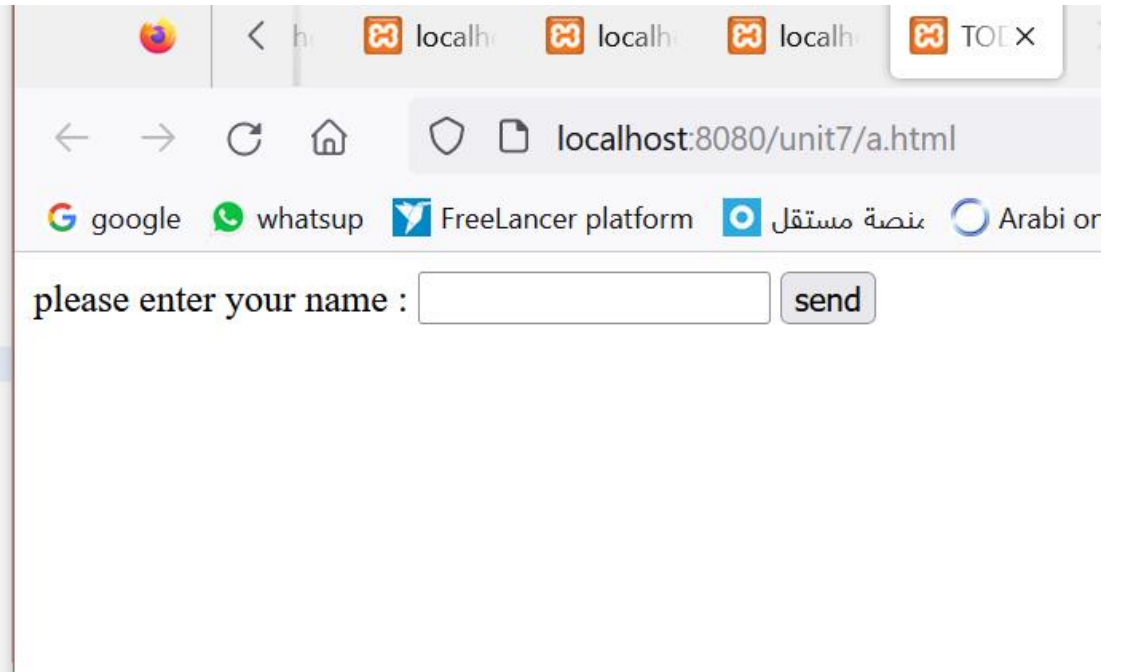 localh localh localh TOD
localhost:8080/unit7/a.html
google whatsup FreeLancer platform منصة مستقل Arabi or
please enter your name : send